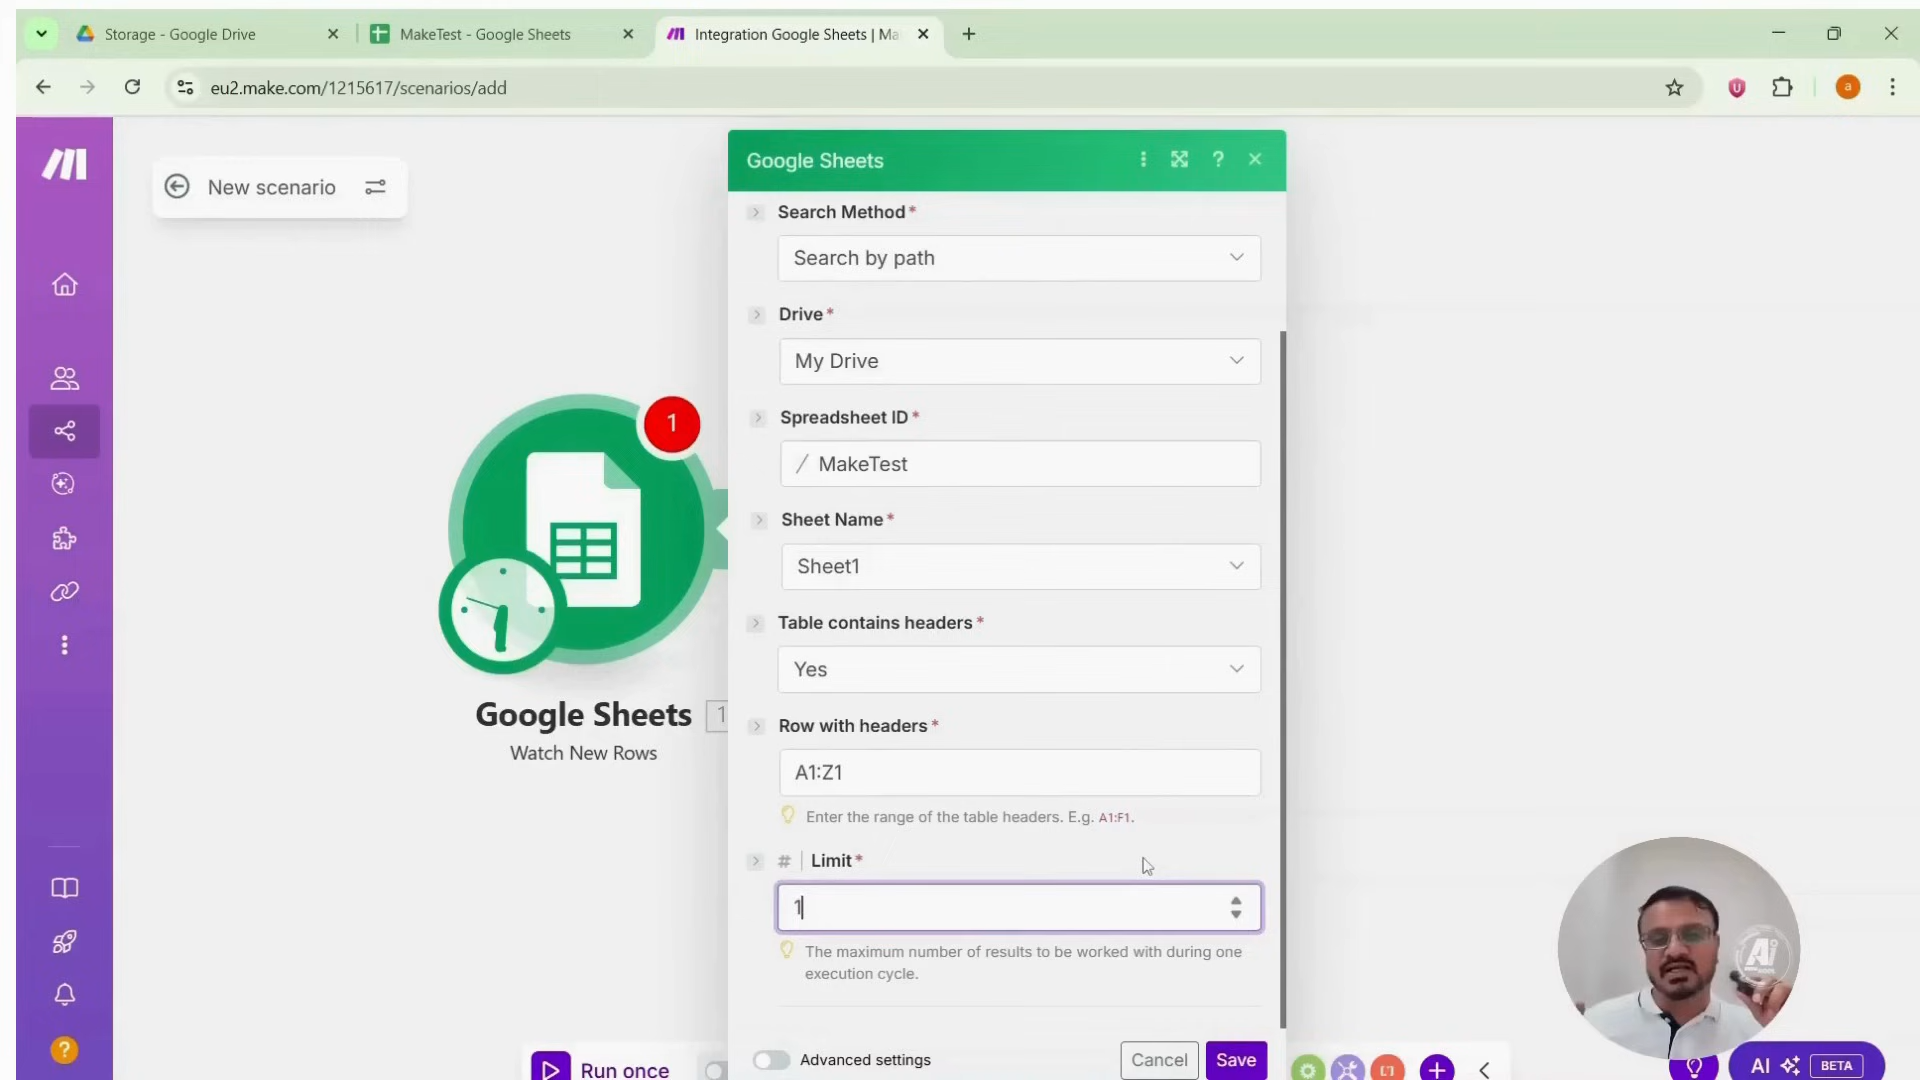 Storage - Google Drive
MakeTest - Google Sheets
Integration Google Sheets | Ma
eu2.make.com/1215617/scenarios/add
New scenario
Google Sheets
Search Method*
Search by path
Drive*
My Drive
Spreadsheet ID*
/ MakeTest
Sheet Name*
Sheet1
Table contains headers*
Yes
Row with headers*
A1:Z1
Enter the range of the table headers. E.g. A1:F1.
# | Limit*
1
The maximum number of results to be worked with during one
execution cycle.
Advanced settings
Cancel
Save
1
Google Sheets
1
Watch New Rows
Run once
Ai
AI
BETA
a
?